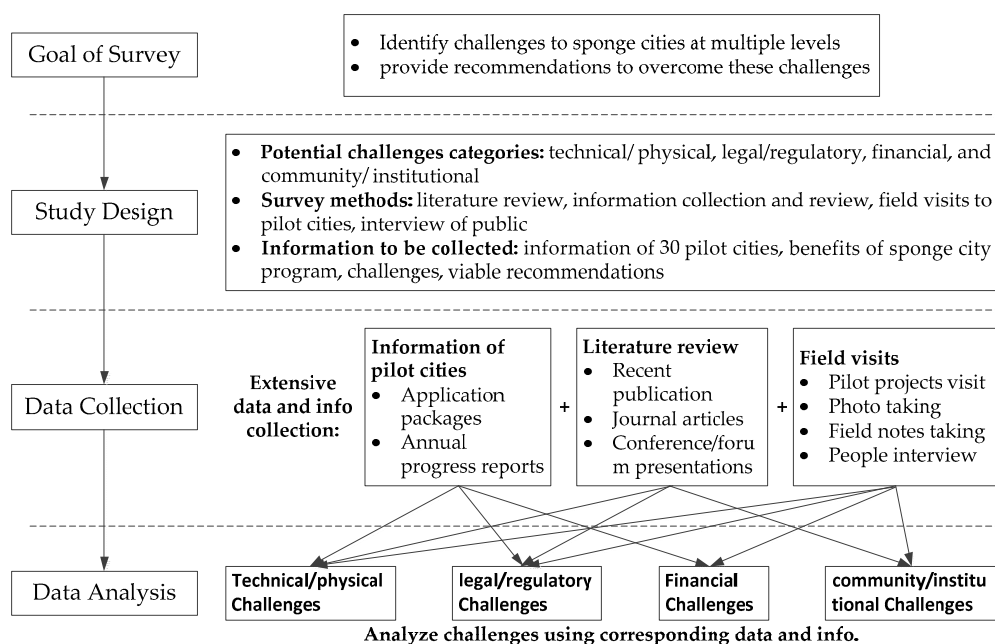 Goal of Survey
• Identify challenges to sponge cities at multiple levels
• provide recommendations to overcome these challenges
Study Design
• Potential challenges categories: technical/ physical, legal/regulatory, financial, and
community/ institutional
• Survey methods: literature review, information collection and review, field visits to
pilot cities, interview of public
• Information to be collected: information of 30 pilot cities, benefits of sponge city
program, challenges, viable recommendations
Data Collection
Extensive
data and info
collection:
Information of
pilot cities
• Application
packages
• Annual
progress reports
+
Literature review
• Recent
publication
• Journal articles
• Conference/foru
m presentations
+
Field visits
• Pilot projects visit
• Photo taking
• Field notes taking
• People interview
Data Analysis
Technical/physical
Challenges
legal/regulatory
Challenges
Financial
Challenges
community/institu
tional Challenges
Analyze challenges using corresponding data and info.